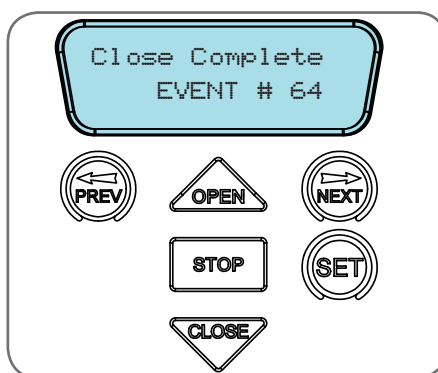 Close Complete
EVENT # 64
PREV
OPEN
NEXT
STOP
SET
CLOSE